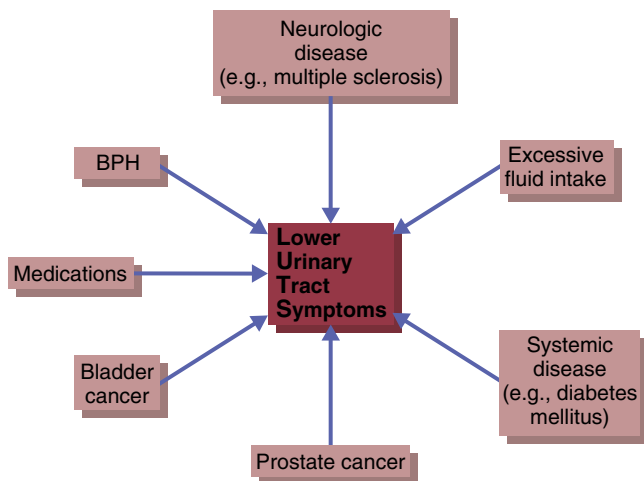 Neurologic
disease
(e.g., multiple sclerosis)
BPH
Excessive
fluid intake
Lower
Urinary
Tract
Symptoms
Medications
Bladder
cancer
Systemic
disease
(e.g., diabetes
mellitus)
Prostate cancer